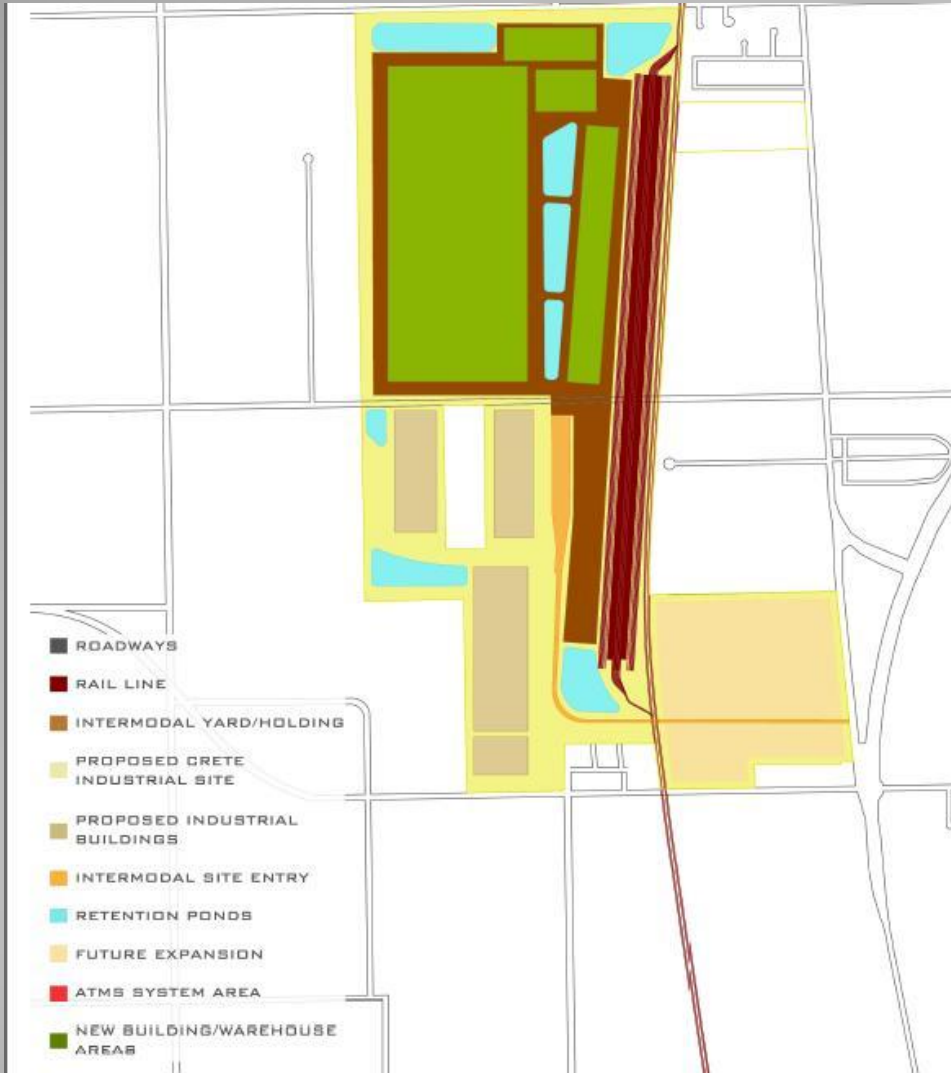 ROADWAYS
RAIL LINE
INTERMODAL YARD/HOLDING
PROPOSED CRETE
INDUSTRIAL SITE
PROPOSED INDUSTRIAL
BUILDINGS
INTERMODAL SITE ENTRY
RETENTION PONDS
FUTURE EXPANSION
ATMS SYSTEM AREA
NEW BUILDING/WAREHOUSE
AREAS